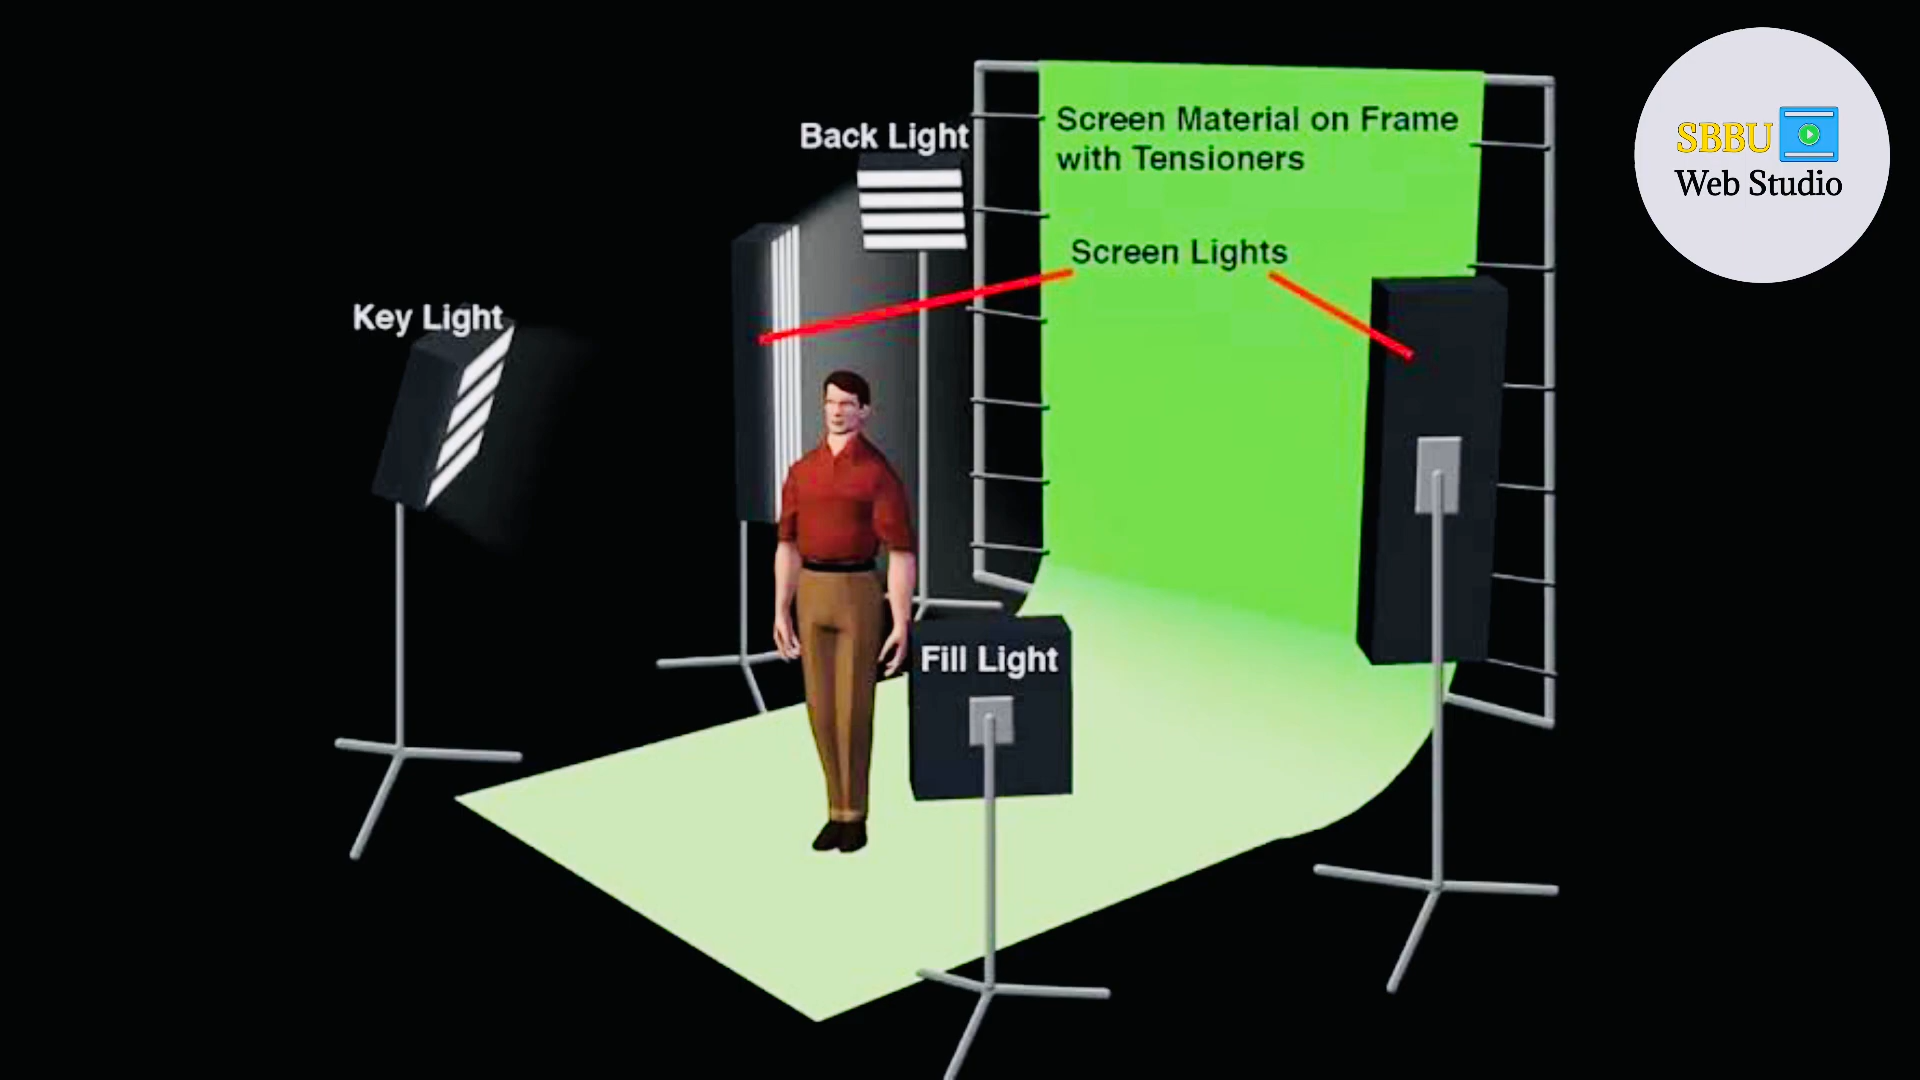 Screen Material on Frame
with Tensioners
Back Light
Screen Lights
Key Light
Fill Light
SBBU
Web Studio